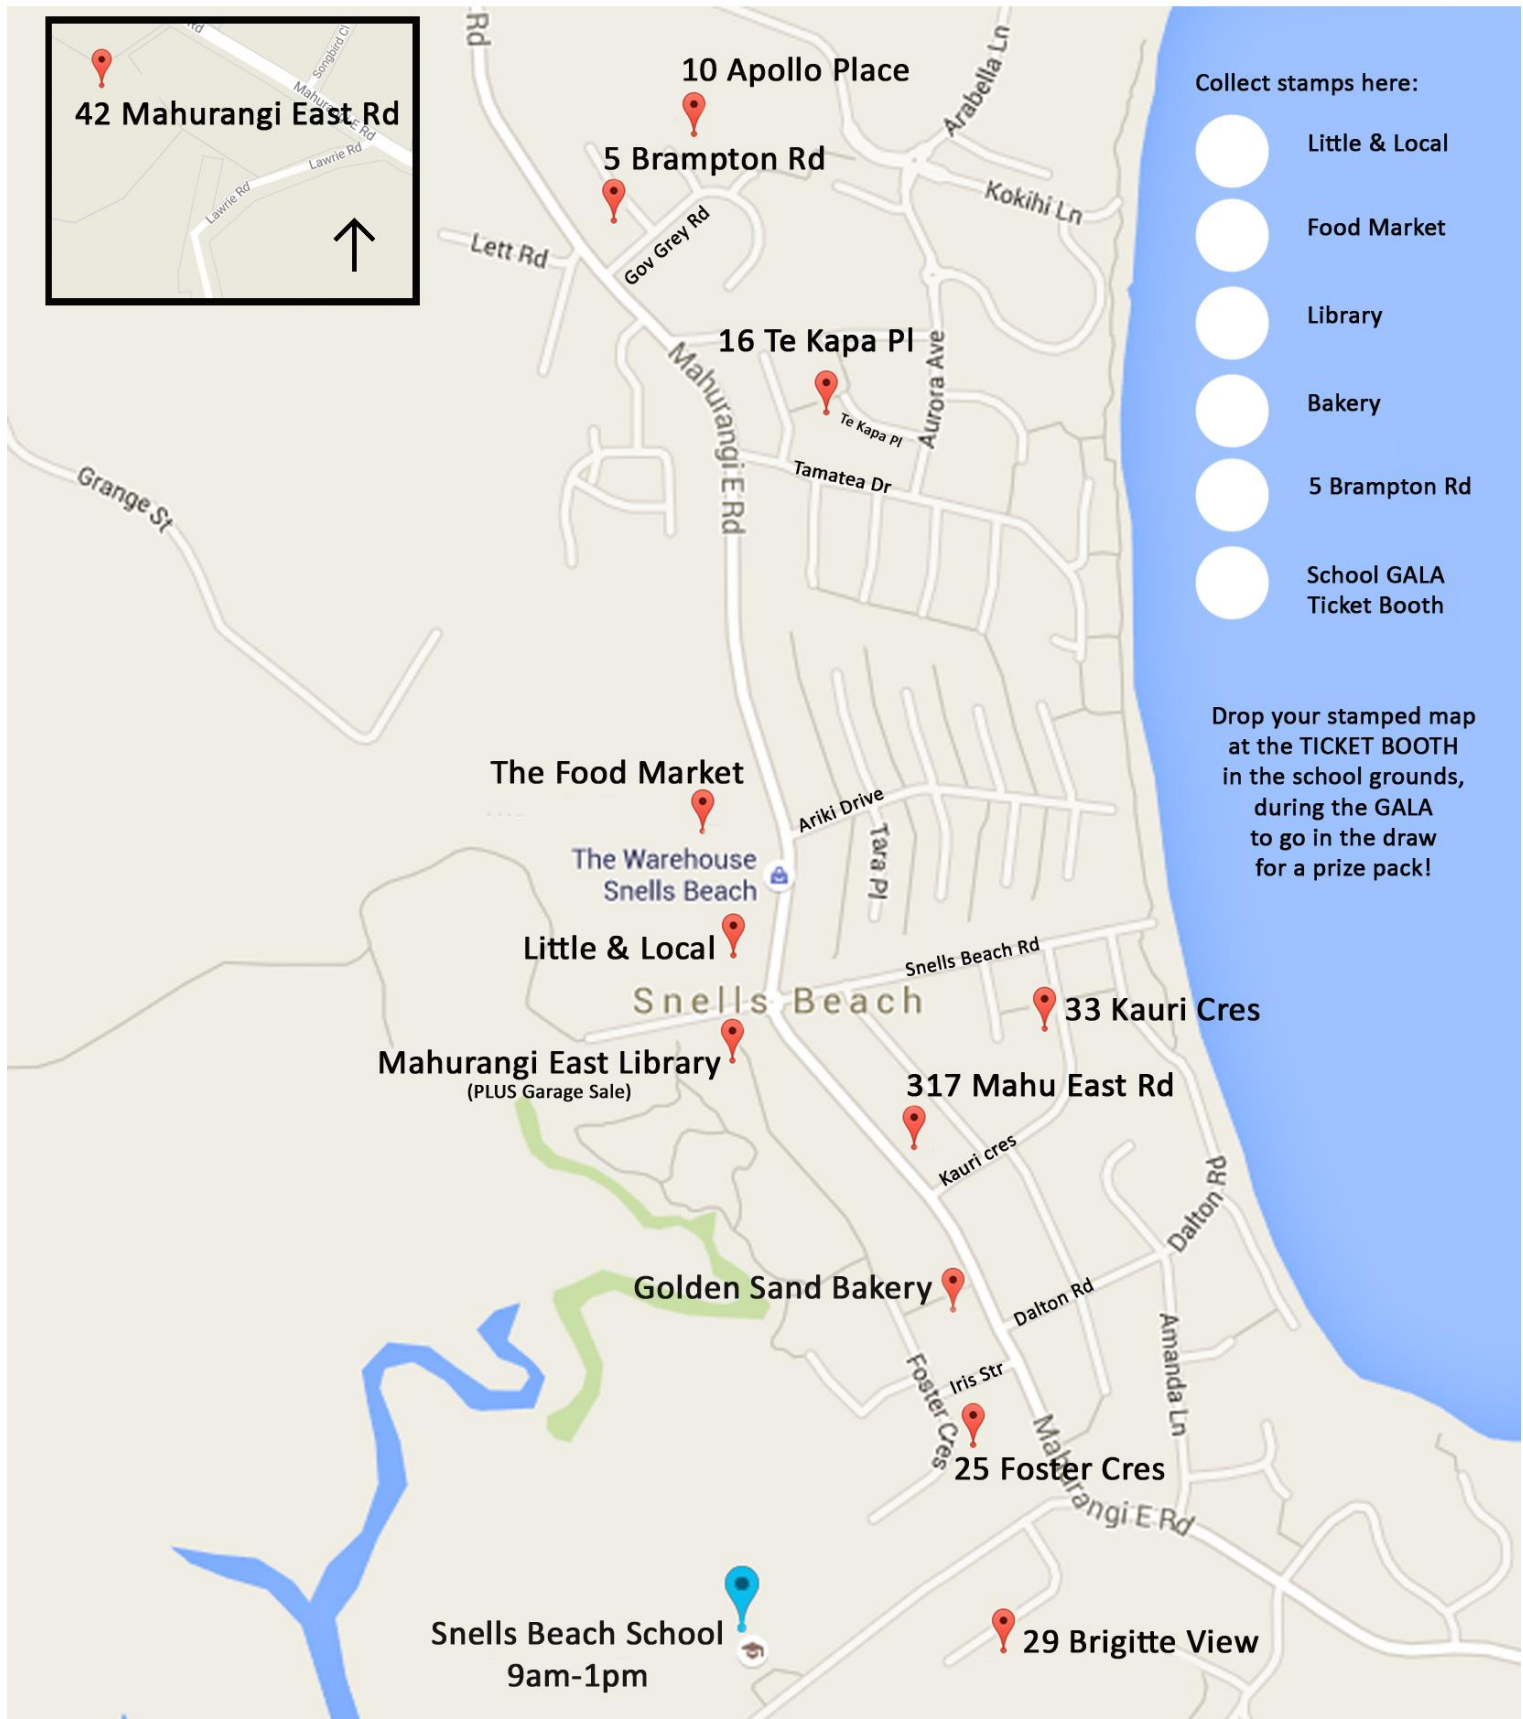 Rd
Songbird Cl
Mahurangi E Rd
42 Mahurangi East Rd
Lawrie Rd
Lawrie Rd
Rd
10 Apollo Place
Arabella Ln
5 Brampton Rd
Kokihi Ln
Gov Grey Rd
Lett Rd
16 Te Kapa Pl
Mahurangi E Rd
Aurora Ave
Te Kapa Pl
Tamatea Dr
Grange St
The Food Market
Ariki Drive
Tara Pl
The Warehouse
Snells Beach
Little & Local
Snells Beach Rd
Snells Beach
33 Kauri Cres
Mahurangi East Library
(PLUS Garage Sale)
317 Mahu East Rd
Kauri cres
Dalton Rd
Golden Sand Bakery
Dalton Rd
Amanda Ln
Iris Str
Foster Cres
25 Foster Cres
Mahurangi E Rd
Snells Beach School
9am-1pm
29 Brigitte View
Collect stamps here:
Little & Local
Food Market
Library
Bakery
5 Brampton Rd
School GALA
Ticket Booth
Drop your stamped map
at the TICKET BOOTH
in the school grounds,
during the GALA
to go in the draw
for a prize pack!